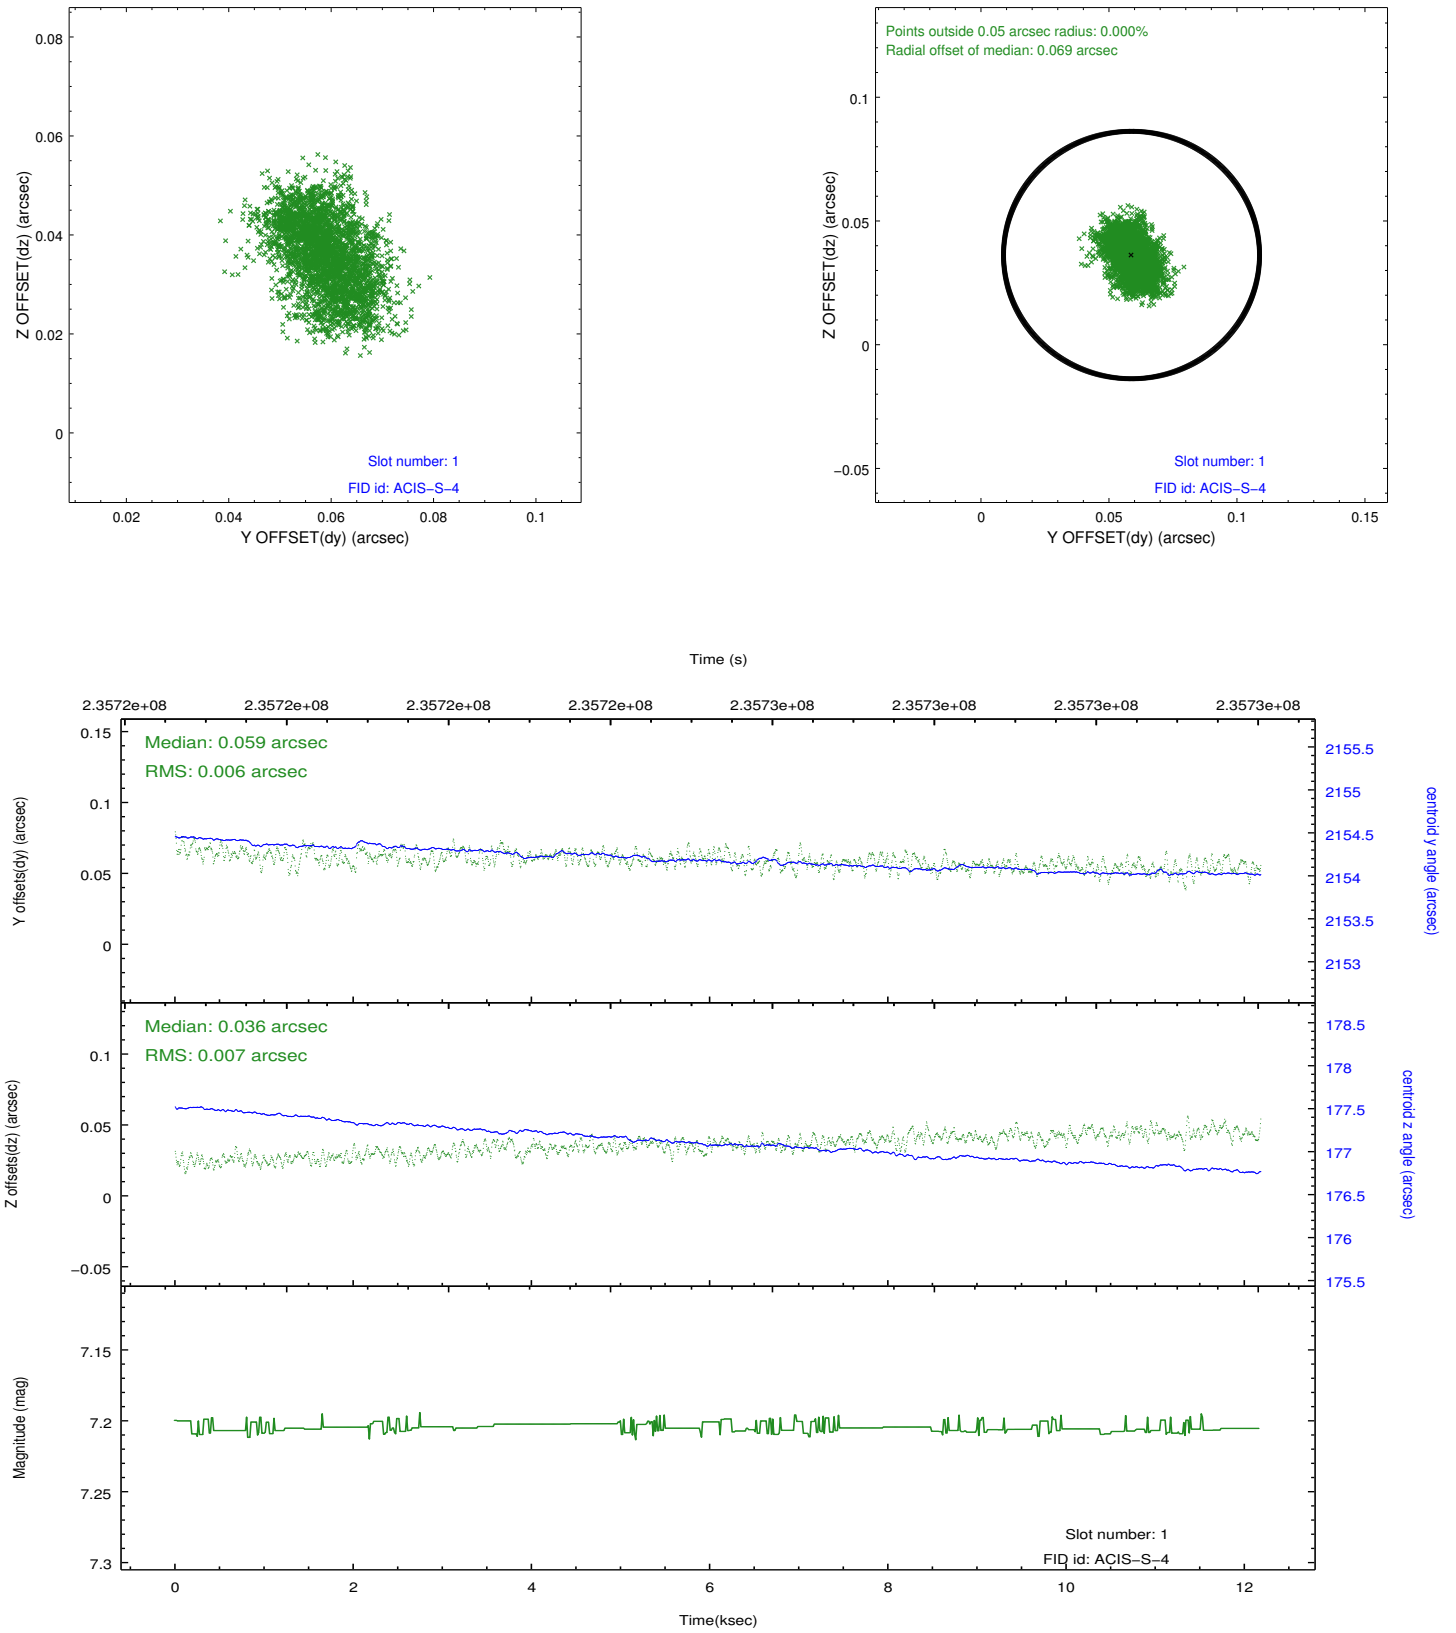 0.08
0.06
0.04
0.02
0
Z OFFSET(dz) (arcsec)
Slot number: 1
FID id: ACIS−S−4
0.02 0.04 0.06 0.08 0.1
Y OFFSET(dy) (arcsec)
Points outside 0.05 arcsec radius: 0.000%
Radial offset of median: 0.069 arcsec
0.1
0.05
0
−0.05
Z OFFSET(dz) (arcsec)
Slot number: 1
FID id: ACIS−S−4
0 0.05 0.1 0.15
Y OFFSET(dy) (arcsec)
Time (s)
2.3572e+08 2.3572e+08 2.3572e+08 2.3572e+08 2.3573e+08 2.3573e+08 2.3573e+08 2.3573e+08
Median: 0.059 arcsec
RMS: 0.006 arcsec
0.15
0.1
0.05
0
Y offsets(dy) (arcsec)
2155.5
2155
2154.5
2154
2153.5
2153
centroid y angle (arcsec)
Median: 0.036 arcsec
RMS: 0.007 arcsec
0.1
0.05
0
−0.05
Z offsets(dz) (arcsec)
178.5
178
177.5
177
176.5
176
175.5
centroid z angle (arcsec)
7.15
7.2
7.25
7.3
Magnitude (mag)
Slot number: 1
FID id: ACIS−S−4
0 2 4 6 8 10 12
Time(ksec)